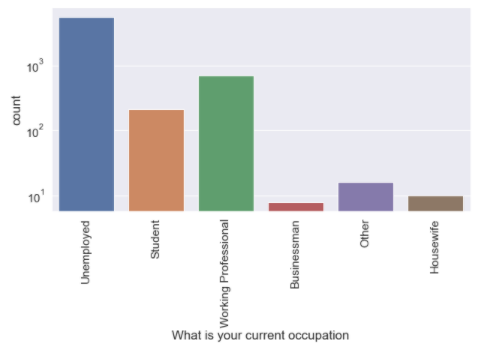 10³
10²
10¹
count
Unemployed
Student
Working Professional
Businessman
Other
Housewife
What is your current occupation